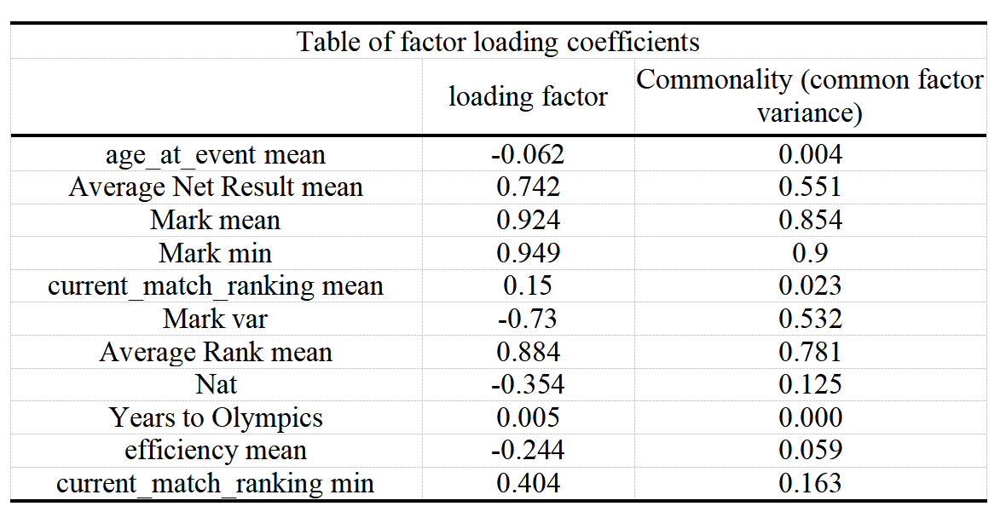 Table of factor loading coefficients
loading factor Commonality (common factor variance)
age_at_event mean -0.062 0.004
Average Net Result mean 0.742 0.551
Mark mean 0.924 0.854
Mark min 0.949 0.9
current_match_ranking mean 0.15 0.023
Mark var -0.73 0.532
Average Rank mean 0.884 0.781
Nat -0.354 0.125
Years to Olympics 0.005 0.000
efficiency mean -0.244 0.059
current_match_ranking min 0.404 0.163